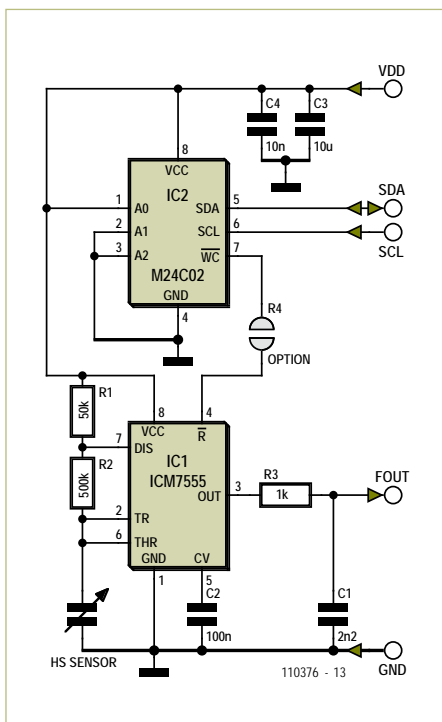 VDD
C4
C3
10n
10u
8
VCC
IC2
1
A0
SDA
5
SDA
2
A1
SCL
6
SCL
3
A2
WC
7
M24C02
GND
4
R4
OPTION
R1
50k
8
4
VCC
R
7
DIS
IC1
R2
500k
ICM7555
OUT
3
R3
1k
FOUT
2
TR
6
THR
GND
CV
1
5
C2
100n
C1
2n2
HS SENSOR
GND
110376 - 13